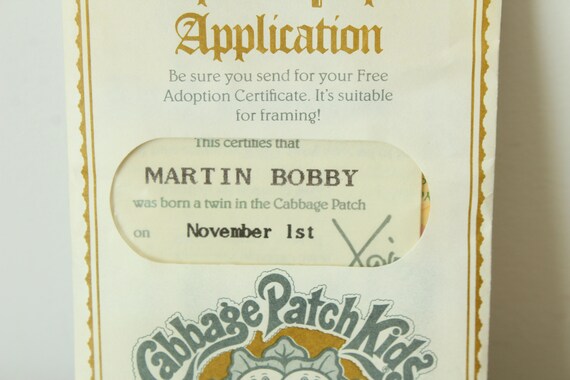 Application
Be sure you send for your Free
Adoption Certificate. It's suitable
for framing!
This certifies that
MARTIN BOBBY
was born a twin in the Cabbage Patch
on November 1st
Cabbage Patch Kids